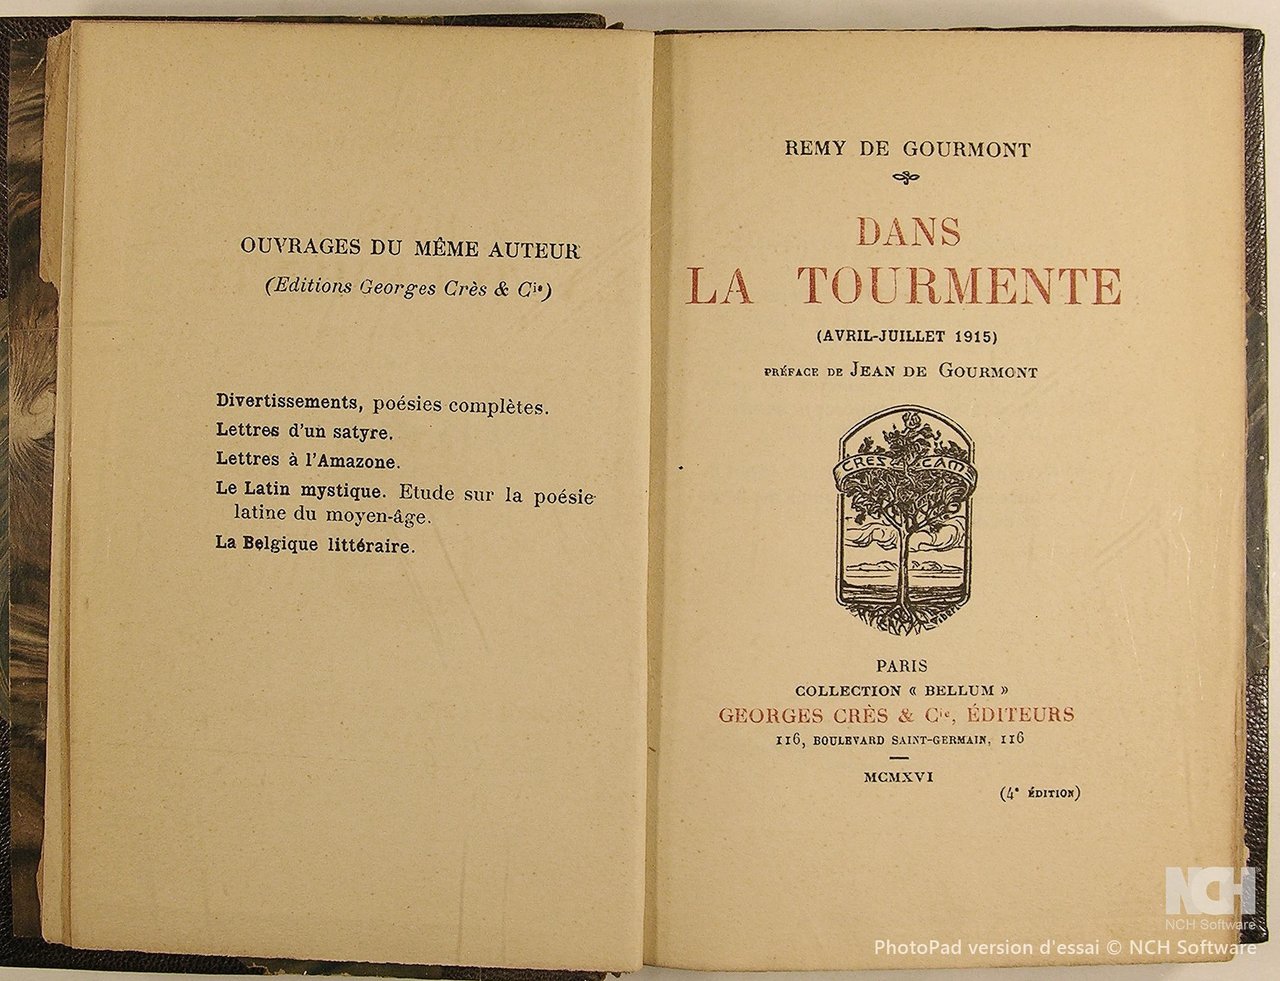 OUVRAGES DU MÊME AUTEUR
(Editions Georges Crès & Cie)
Divertissements, poésies complètes.
Lettres d'un satyre.
Lettres à l'Amazone.
Le Latin mystique. Etude sur la poésie
latine du moyen-âge.
La Belgique littéraire.
REMY DE GOURMONT
DANS
LA TOURMENTE
(AVRIL-JUILLET 1915)
PRÉFACE DE JEAN DE GOURMONT
CRES CAM
PARIS
COLLECTION « BELLUM »
GEORGES CRÈS & Cie, ÉDITEURS
116, BOULEVARD SAINT-GERMAIN, 116
MCMXVI
(4e ÉDITION)
NCH
NCH Software
PhotoPad version d'essai © NCH Software